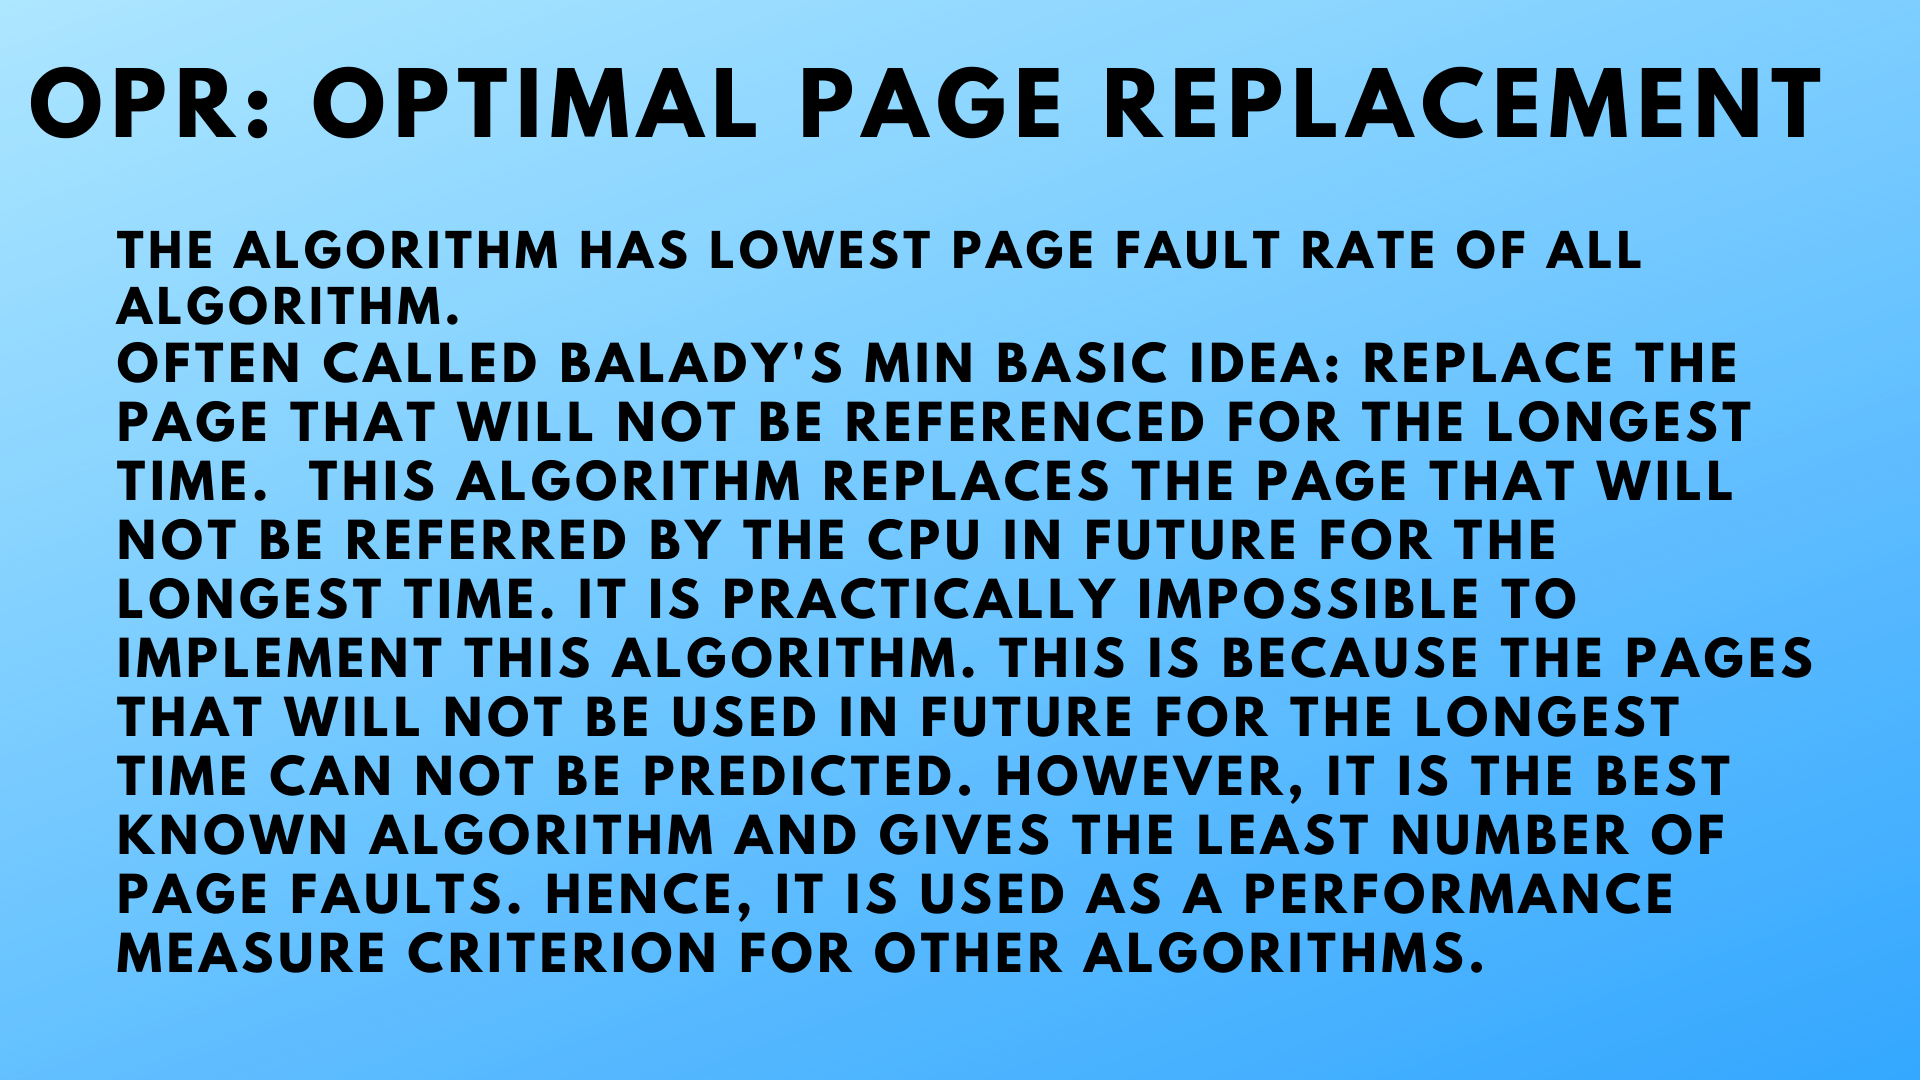 OPR: OPTIMAL PAGE REPLACEMENT
THE ALGORITHM HAS LOWEST PAGE FAULT RATE OF ALL
ALGORITHM.
OFTEN CALLED BALADY'S MIN BASIC IDEA: REPLACE THE
PAGE THAT WILL NOT BE REFERENCED FOR THE LONGEST
TIME.  THIS ALGORITHM REPLACES THE PAGE THAT WILL
NOT BE REFERRED BY THE CPU IN FUTURE FOR THE
LONGEST TIME. IT IS PRACTICALLY IMPOSSIBLE TO
IMPLEMENT THIS ALGORITHM. THIS IS BECAUSE THE PAGES
THAT WILL NOT BE USED IN FUTURE FOR THE LONGEST
TIME CAN NOT BE PREDICTED. HOWEVER, IT IS THE BEST
KNOWN ALGORITHM AND GIVES THE LEAST NUMBER OF
PAGE FAULTS. HENCE, IT IS USED AS A PERFORMANCE
MEASURE CRITERION FOR OTHER ALGORITHMS.